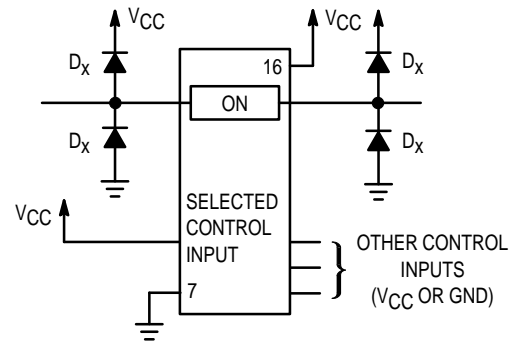 VCC
VCC
Dx
16
Dx
ON
Dx
Dx
VCC
SELECTED
CONTROL
INPUT
OTHER CONTROL
INPUTS
(VCC OR GND)
7